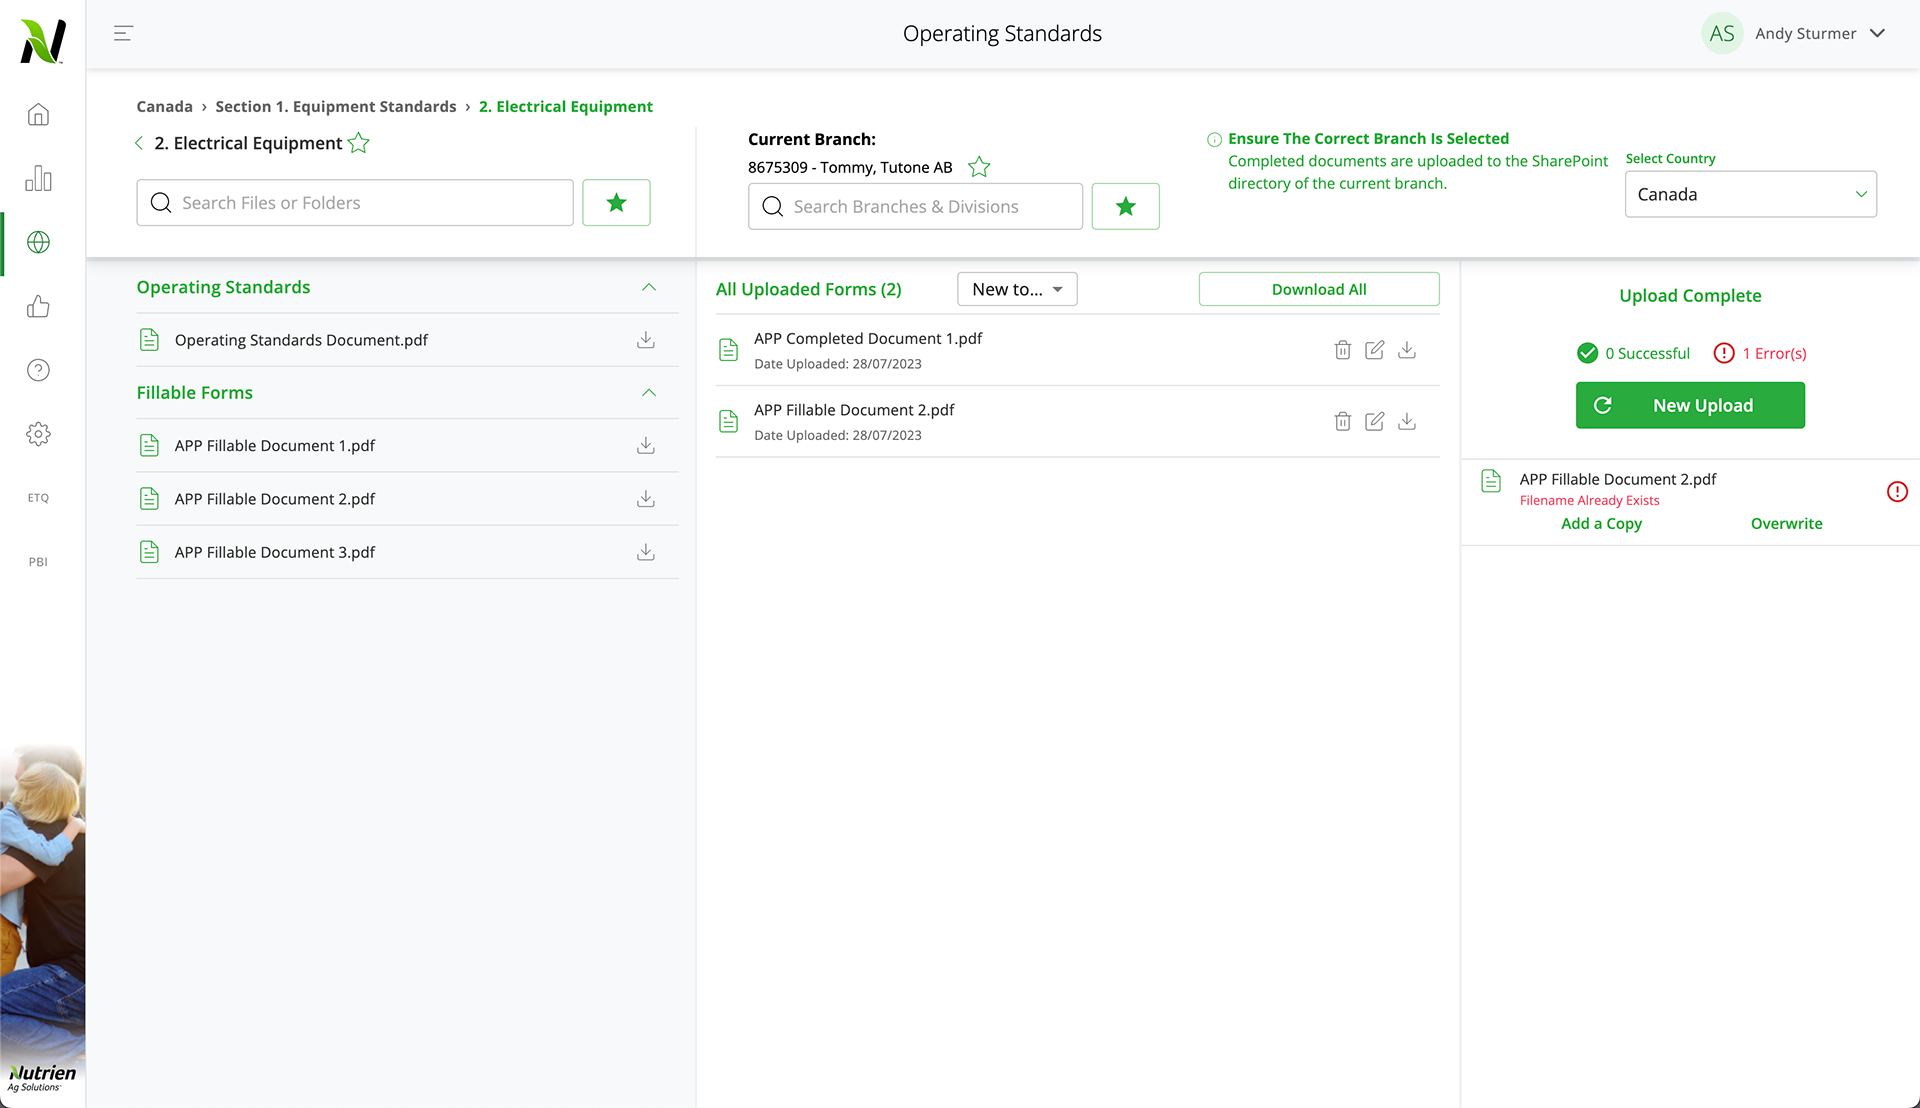 Operating Standards
AS Andy Sturmer
Canada › Section 1. Equipment Standards › 2. Electrical Equipment
2. Electrical Equipment
Search Files or Folders
Current Branch:
8675309 - Tommy, Tutone AB
Search Branches & Divisions
Ensure The Correct Branch Is Selected
Completed documents are uploaded to the SharePoint
directory of the current branch.
Select Country
Canada
ETQ
PBI
Operating Standards
Operating Standards Document.pdf
Fillable Forms
APP Fillable Document 1.pdf
APP Fillable Document 2.pdf
APP Fillable Document 3.pdf
All Uploaded Forms (2)
New to...
Download All
APP Completed Document 1.pdf
Date Uploaded: 28/07/2023
APP Fillable Document 2.pdf
Date Uploaded: 28/07/2023
Upload Complete
0 Successful
1 Error(s)
New Upload
APP Fillable Document 2.pdf
Filename Already Exists
Add a Copy
Overwrite
Nutrien
Ag Solutions